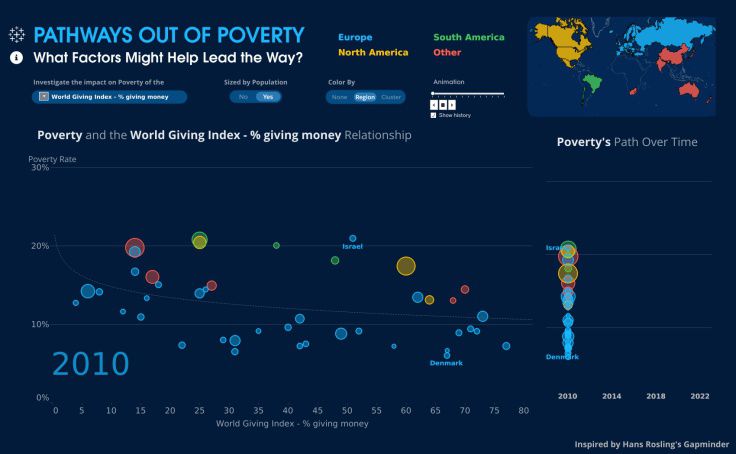 PATHWAYS OUT OF POVERTY
What Factors Might Help Lead the Way?
Europe
South America
North America
Other
Investigate the impact on Poverty of the
World Giving Index - % giving money
Sized by Population
No Yes
Color By
None Region Cluster
Animation
Show history
Poverty and the World Giving Index - % giving money Relationship
Poverty's Path Over Time
Poverty Rate
30%
20%
10%
0%
Israel
Denmark
2010
0 5 10 15 20 25 30 35 40 45 50 55 60 65 70 75 80
World Giving Index - % giving money
Israel
Denmark
2010 2014 2018 2022
Inspired by Hans Rosling's Gapminder